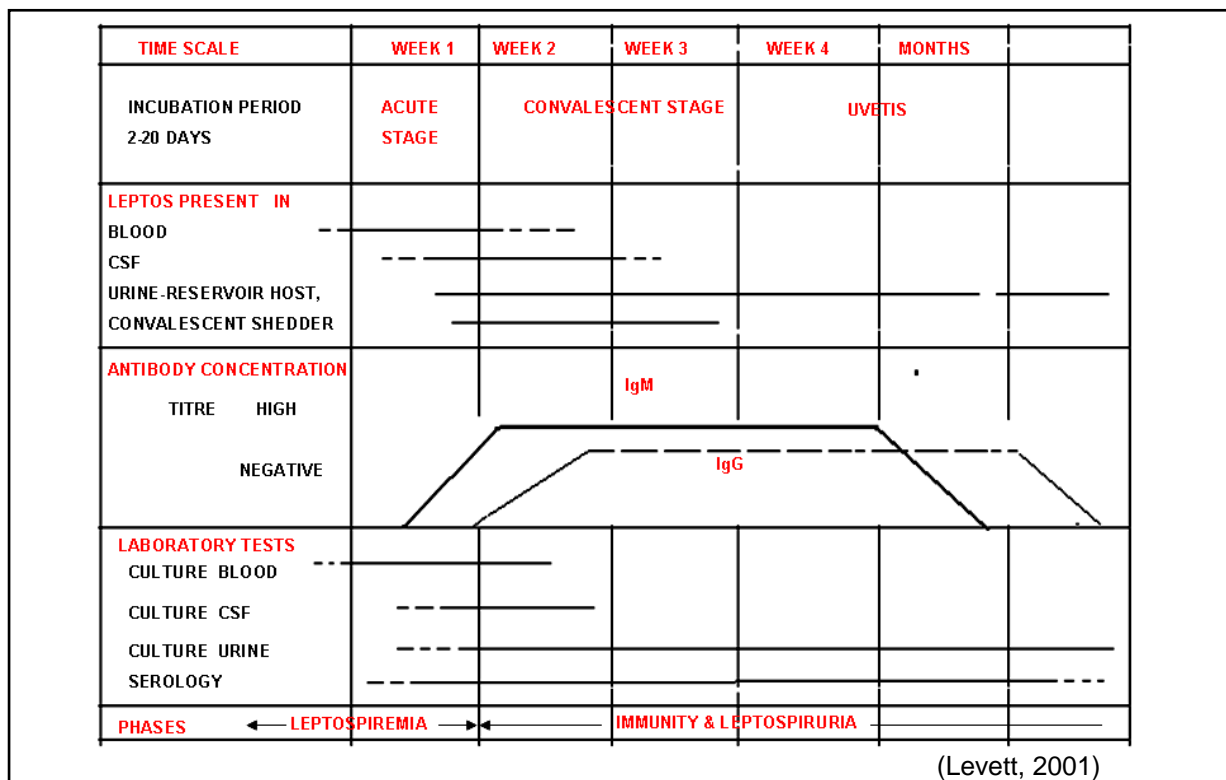 TIME SCALE WEEK 1 WEEK 2 WEEK 3 WEEK 4 MONTHS
INCUBATION PERIOD ACUTE CONVALESCENT STAGE UVETIS
2-20 DAYS STAGE
LEPTOS PRESENT IN
BLOOD
CSF
URINE-RESERVOIR HOST,
CONVALESCENT SHEDDER
ANTIBODY CONCENTRATION
IgM
TITRE HIGH
NEGATIVE IgG
LABORATORY TESTS
CULTURE BLOOD
CULTURE CSF
CULTURE URINE
SEROLOGY
PHASES LEPTOSPIREMIA IMMUNITY & LEPTOSPIRURIA
(Levett, 2001)